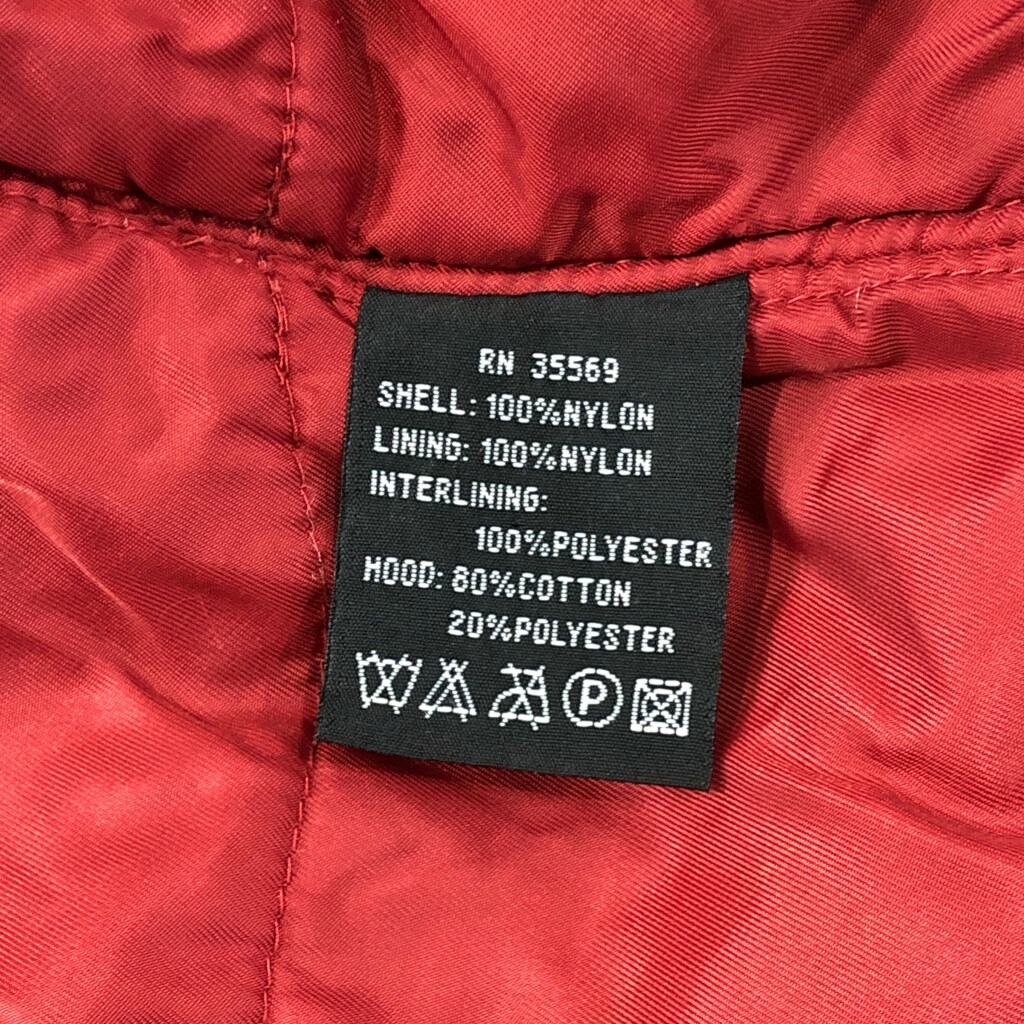 RN 35569
SHELL: 100%NYLON
LINING: 100%NYLON
INTERLINING:
100%POLYESTER
HOOD: 80%COTTON
20%POLYESTER
P